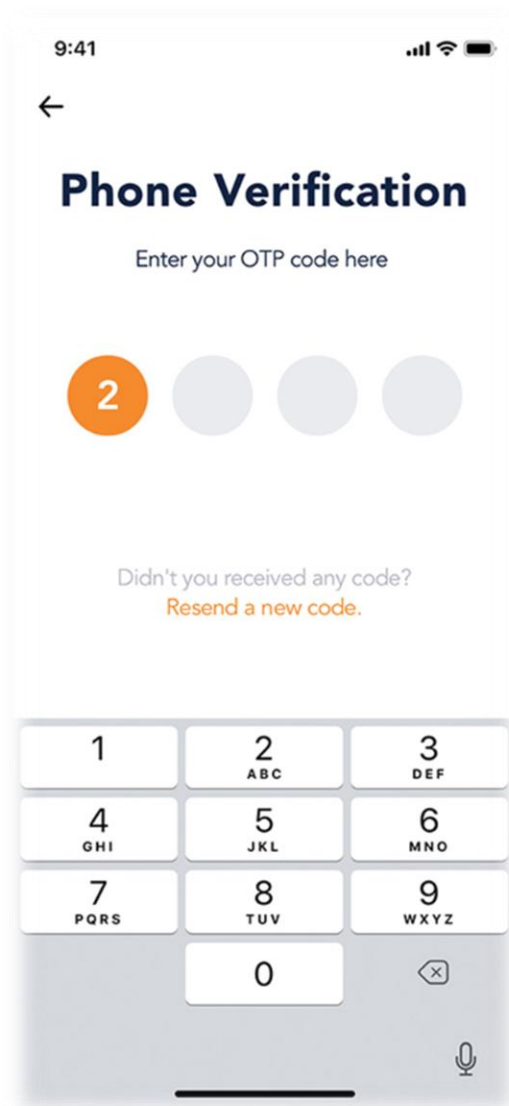 9:41
Phone Verification
Enter your OTP code here
2
Didn't you received any code?
Resend a new code.
1 2 3
ABC DEF
4 5 6
GHI JKL MNO
7 8 9
PQRS TUV WXYZ
0